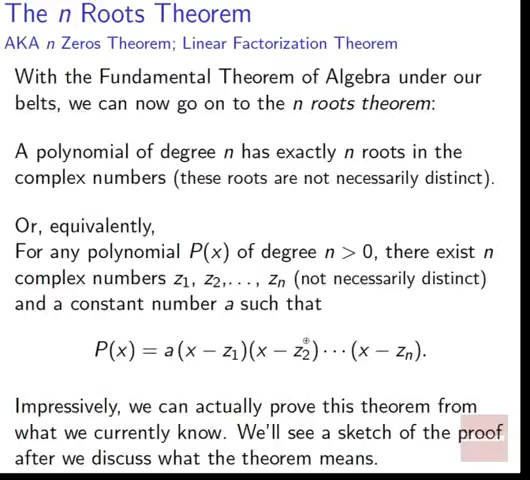 The n Roots Theorem
AKA n Zeros Theorem; Linear Factorization Theorem
With the Fundamental Theorem of Algebra under our
belts, we can now go on to the n roots theorem:
A polynomial of degree n has exactly n roots in the
complex numbers (these roots are not necessarily distinct).
Or, equivalently,
For any polynomial P(x) of degree n > 0, there exist n
complex numbers z₁, z₂,..., zₙ (not necessarily distinct)
and a constant number a such that
P(x) = a(x − z₁)(x − z₂)⋯(x − zₙ).
Impressively, we can actually prove this theorem from
what we currently know. We'll see a sketch of the proof
after we discuss what the theorem means.